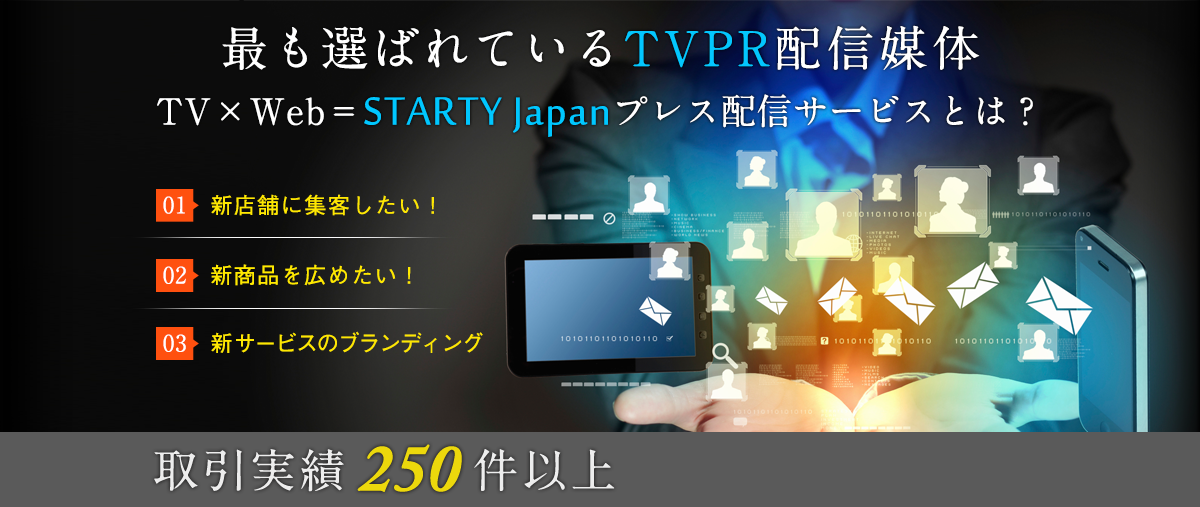 最も選ばれているTVPR配信媒体
TV×Web＝STARTY Japanプレス配信サービスとは？
01 新店舗に集客したい！
02 新商品を広めたい！
03 新サービスのブランディング
10101101101010110
1010110110101011010
101011011010101110
取引実績 250 件以上